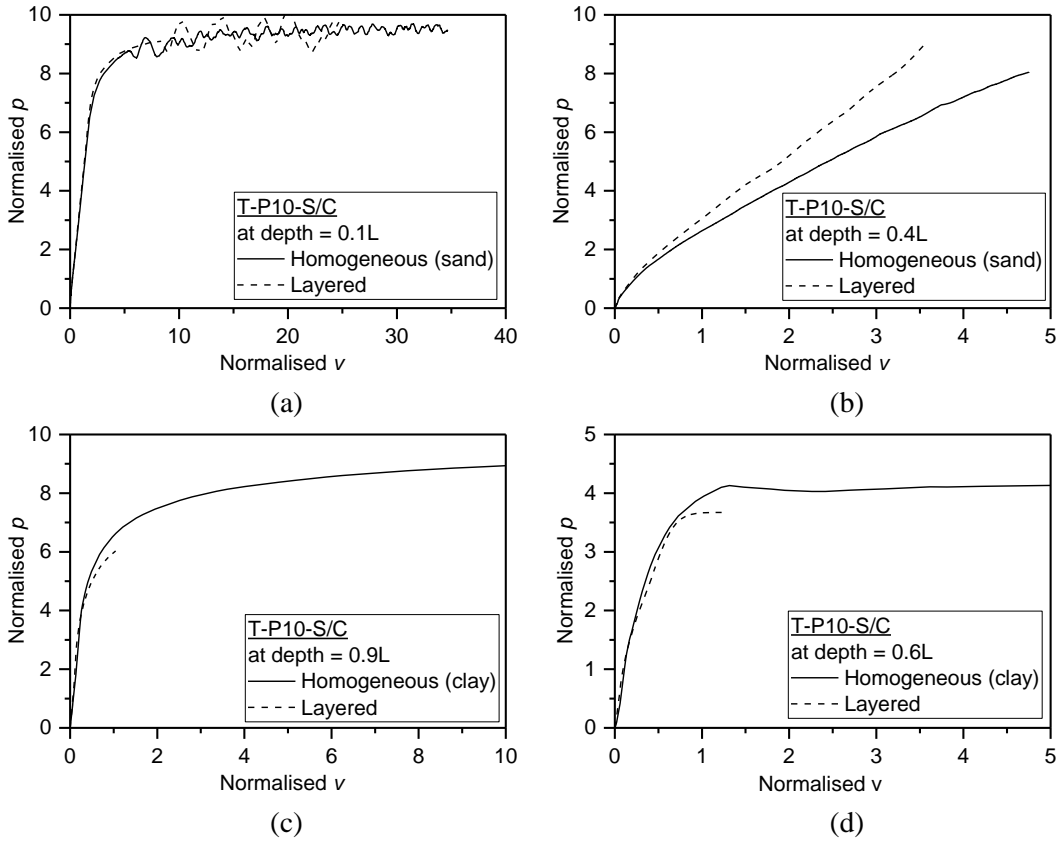 10
8
6
4
2
0
Normalised p
T-P10-S/C
at depth = 0.1L
Homogeneous (sand)
Layered
0 10 20 30 40
Normalised v
(a)
10
8
6
4
2
0
Normalised p
T-P10-S/C
at depth = 0.4L
Homogeneous (sand)
Layered
0 1 2 3 4 5
Normalised v
(b)
10
8
6
4
2
0
Normalised p
T-P10-S/C
at depth = 0.9L
Homogeneous (clay)
Layered
0 2 4 6 8 10
Normalised v
(c)
5
4
3
2
1
0
Normalised p
T-P10-S/C
at depth = 0.6L
Homogeneous (clay)
Layered
0 1 2 3 4 5
Normalised v
(d)